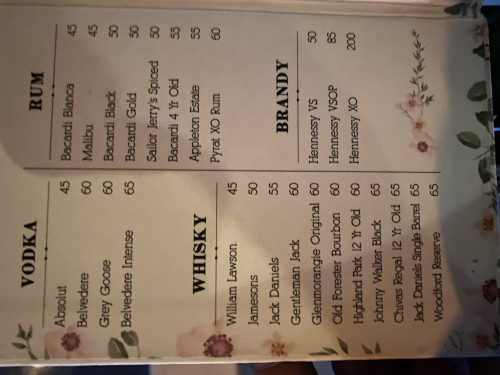 VODKA
Absolut 45
Belvedere 60
Grey Goose 60
Belvedere Intense 65
WHISKY
William Lawson 45
Jamesons 50
Jack Daniels 55
Gentleman Jack 60
Glenmorangie Original 60
Old Forester Bourbon 60
Highland Park 12 Yr Old 60
Johnny Walker Black 65
Chivas Regal 12 Yr Old 65
Jack Daniels Single Barrel 65
Woodford Reserve 65
RUM
Bacardi Blanca 45
Malibu 45
Bacardi Black 50
Bacardi Gold 50
Sailor Jerry's Spiced 50
Bacardi 4 Yr Old 55
Appleton Estate 55
Pyrat XO Rum 60
BRANDY
Hennessy VS 50
Hennessy VSOP 85
Hennessy XO 200